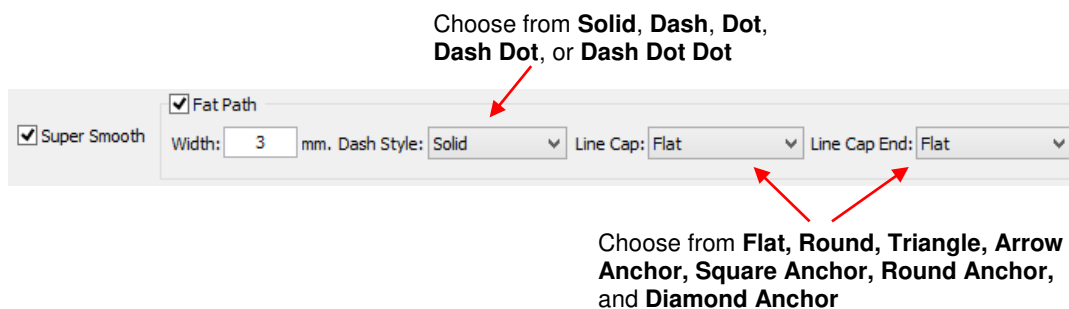 Choose from Solid, Dash, Dot,
Dash Dot, or Dash Dot Dot
Fat Path
Super Smooth Width: 3 mm. Dash Style: Solid Line Cap: Flat Line Cap End: Flat
Choose from Flat, Round, Triangle, Arrow
Anchor, Square Anchor, Round Anchor,
and Diamond Anchor